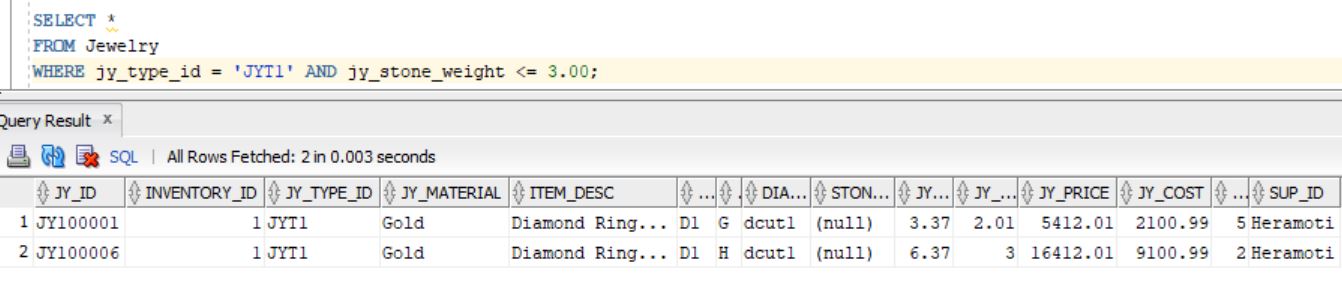 SELECT *
FROM Jewelry
WHERE jy_type_id = 'JYT1' AND jy_stone_weight <= 3.00;
Query Result x
SQL | All Rows Fetched: 2 in 0.003 seconds
JY_ID INVENTORY_ID JY_TYPE_ID JY_MATERIAL ITEM_DESC ... . DIA... STON... JY... JY_... JY_PRICE JY_COST ... SUP_ID
1 JY100001 1 JYT1 Gold Diamond Ring... D1 G dcut1 (null) 3.37 2.01 5412.01 2100.99 5 Heramoti
2 JY100006 1 JYT1 Gold Diamond Ring... D1 H dcut1 (null) 6.37 3 16412.01 9100.99 2 Heramoti